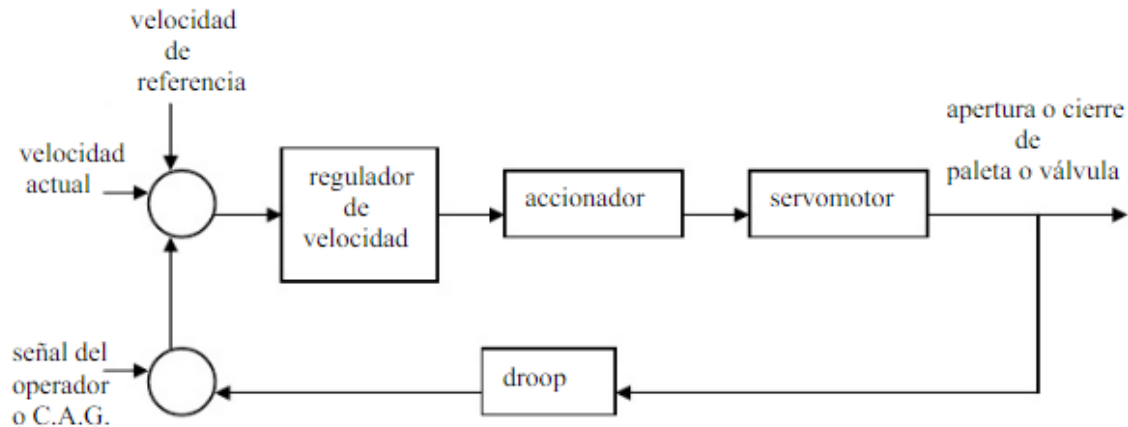 velocidad
de
referencia
velocidad
actual
regulador
de
velocidad
accionador
servomotor
apertura o cierre
de
paleta o válvula
señal del
operador
o C.A.G.
droop